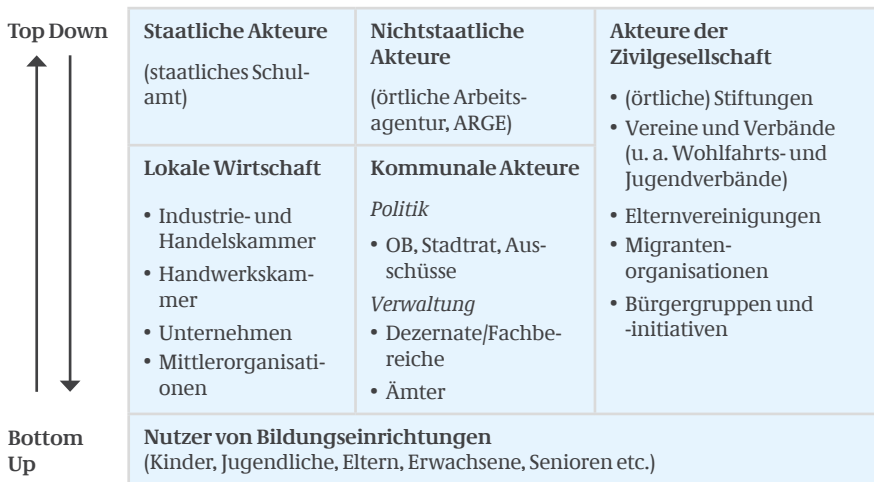 Top Down
Staatliche Akteure
(staatliches Schul-
amt)
Nichtstaatliche
Akteure
(örtliche Arbeits-
agentur, ARGE)
Akteure der
Zivilgesellschaft
• (örtliche) Stiftungen
• Vereine und Verbände
(u. a. Wohlfahrts- und
Jugendverbände)
• Elternvereinigungen
• Migranten-
organisationen
• Bürgergruppen und
-initiativen
Lokale Wirtschaft
• Industrie- und
Handelskammer
• Handwerkskam-
mer
• Unternehmen
• Mittlerorganisati-
onen
Kommunale Akteure
Politik
• OB, Stadtrat, Aus-
schüsse
Verwaltung
• Dezernate/Fachbe-
reiche
• Ämter
Bottom
Up
Nutzer von Bildungseinrichtungen
(Kinder, Jugendliche, Eltern, Erwachsene, Senioren etc.)